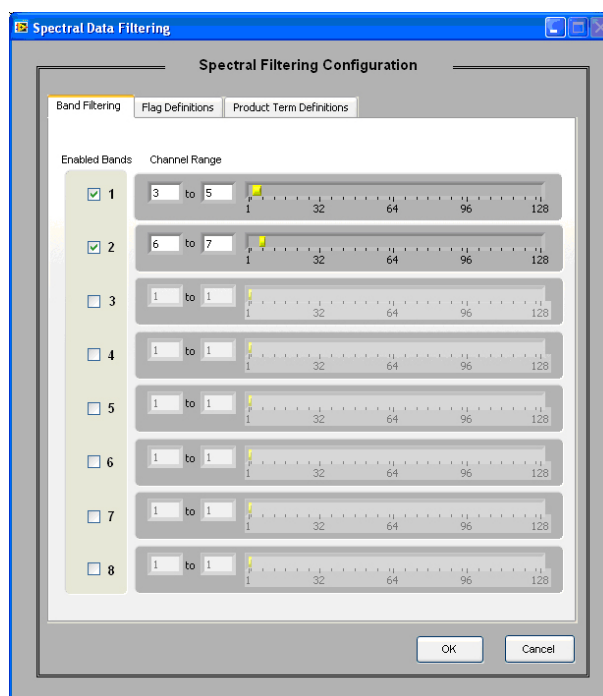 Spectral Data Filtering
Spectral Filtering Configuration
Band Filtering Flag Definitions Product Term Definitions
Enabled Bands Channel Range
1 3 to 5
1 32 64 96 128
2 6 to 7
1 32 64 96 128
3 1 to 1
1 32 64 96 128
4 1 to 1
1 32 64 96 128
5 1 to 1
1 32 64 96 128
6 1 to 1
1 32 64 96 128
7 1 to 1
1 32 64 96 128
8 1 to 1
1 32 64 96 128
OK Cancel